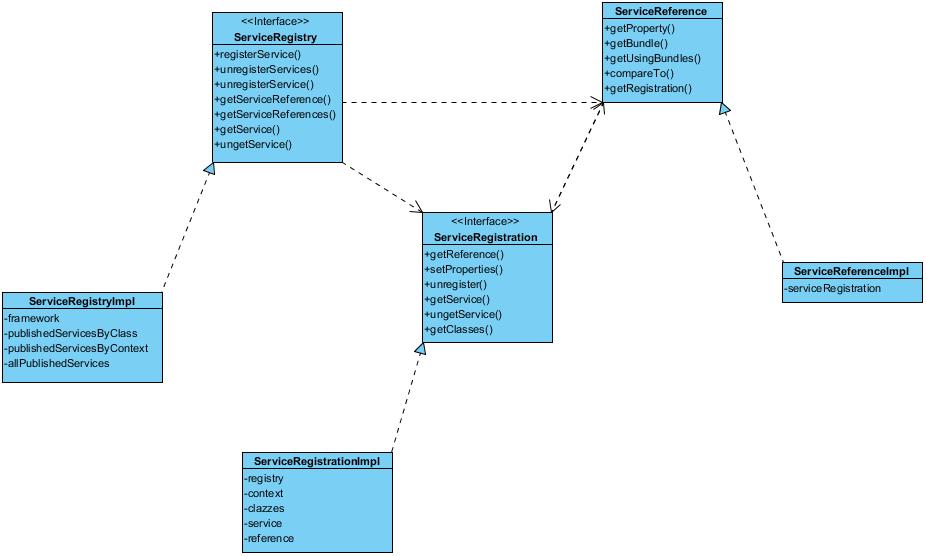 <<Interface>>
ServiceRegistry
+registerService()
+unregisterServices()
+unregisterService()
+getServiceReference()
+getServiceReferences()
+getService()
+ungetService()
ServiceReference
+getProperty()
+getBundle()
+getUsingBundles()
+compareTo()
+getRegistration()
<<Interface>>
ServiceRegistration
+getReference()
+setProperties()
+unregister()
+getService()
+ungetService()
+getClasses()
ServiceReferenceImpl
-serviceRegistration
ServiceRegistryImpl
-framework
-publishedServicesByClass
-publishedServicesByContext
-allPublishedServices
ServiceRegistrationImpl
-registry
-context
-clazzes
-service
-reference